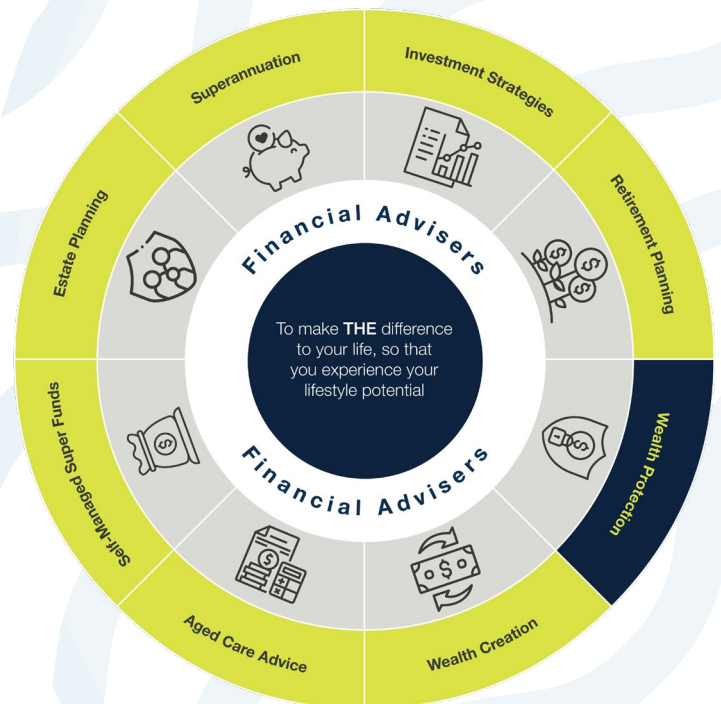 Superannuation
Investment Strategies
Retirement Planning
Wealth Protection
Wealth Creation
Aged Care Advice
Self-Managed Super Funds
Estate Planning
Financial Advisers
To make THE difference
to your life, so that
you experience your
lifestyle potential
Financial Advisers